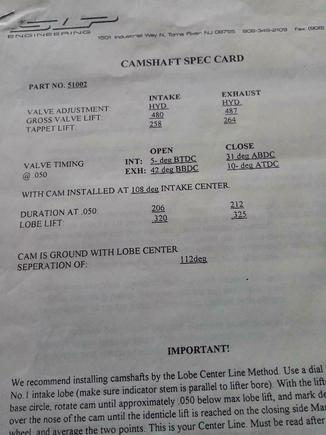 SLP
ENGINEERING
1501 Industrial Way N, Toms River NJ 08755 908-349-2109 Fax: (908)
CAMSHAFT SPEC CARD
PART NO. 51002
INTAKE EXHAUST
VALVE ADJUSTMENT: HYD HYD
GROSS VALVE LIFT: .480 .487
TAPPET LIFT: 258 264
OPEN CLOSE
VALVE TIMING INT: 5- deg BTDC 31 deg ABDC
@ .050 EXH: 42 deg BBDC 10- deg ATDC
WITH CAM INSTALLED AT 108 deg INTAKE CENTER
DURATION AT .050 206 212
LOBE LIFT: .320 .325
CAM IS GROUND WITH LOBE CENTER
SEPERATION OF: 112deg
IMPORTANT!
We recommend installing camshafts by the Lobe Center Line Method. Use a dial
No.1 intake lobe (make sure indicator stem is parallel to lifter bore). With the lift
base circle, rotate cam until approximately .050 below max lobe lift, and mark de
over the nose of the cam until the identicle lift is reached on the closing side Mar
wheel, and average the two points. This is your Center Line. Must be read after